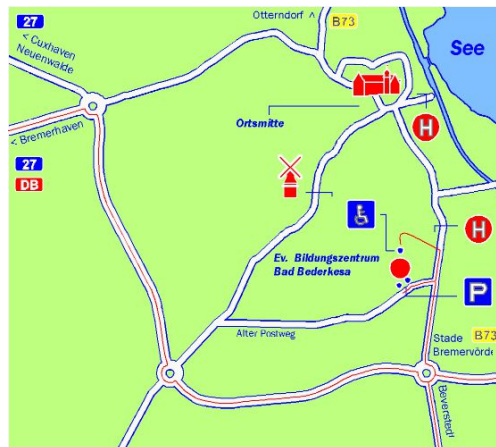 27
< Cuxhaven
Neuenwalde
Otterndorf ^
B73
See
< Bremerhaven
27
DB
Ortsmitte
H
H
Ev. Bildungszentrum
Bad Bederkesa
P
Alter Postweg
Stade
B73
Bremervörde
Beverstedt